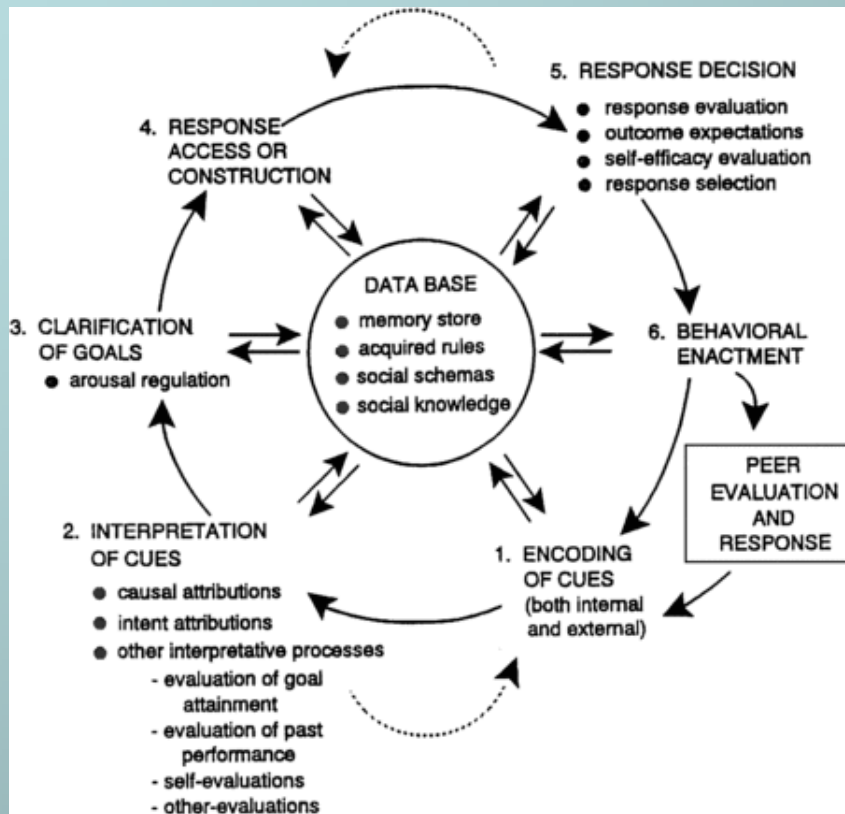 5. RESPONSE DECISION
● response evaluation
● outcome expectations
● self-efficacy evaluation
● response selection
4. RESPONSE
ACCESS OR
CONSTRUCTION
DATA BASE
● memory store
● acquired rules
● social schemas
● social knowledge
3. CLARIFICATION
OF GOALS
● arousal regulation
6. BEHAVIORAL
ENACTMENT
PEER
EVALUATION
AND
RESPONSE
2. INTERPRETATION
OF CUES
● causal attributions
● intent attributions
● other interpretative processes
- evaluation of goal
attainment
- evaluation of past
performance
- self-evaluations
- other-evaluations
1. ENCODING
OF CUES
(both internal
and external)